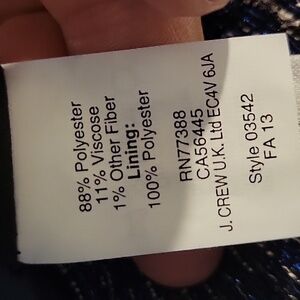 88% Polyester
11% Viscose
1% Other Fiber
Lining:
100% Polyester
RN77388
CA56445
J. CREW U.K. Ltd EC4V 6JA
Style 03542
FA 13